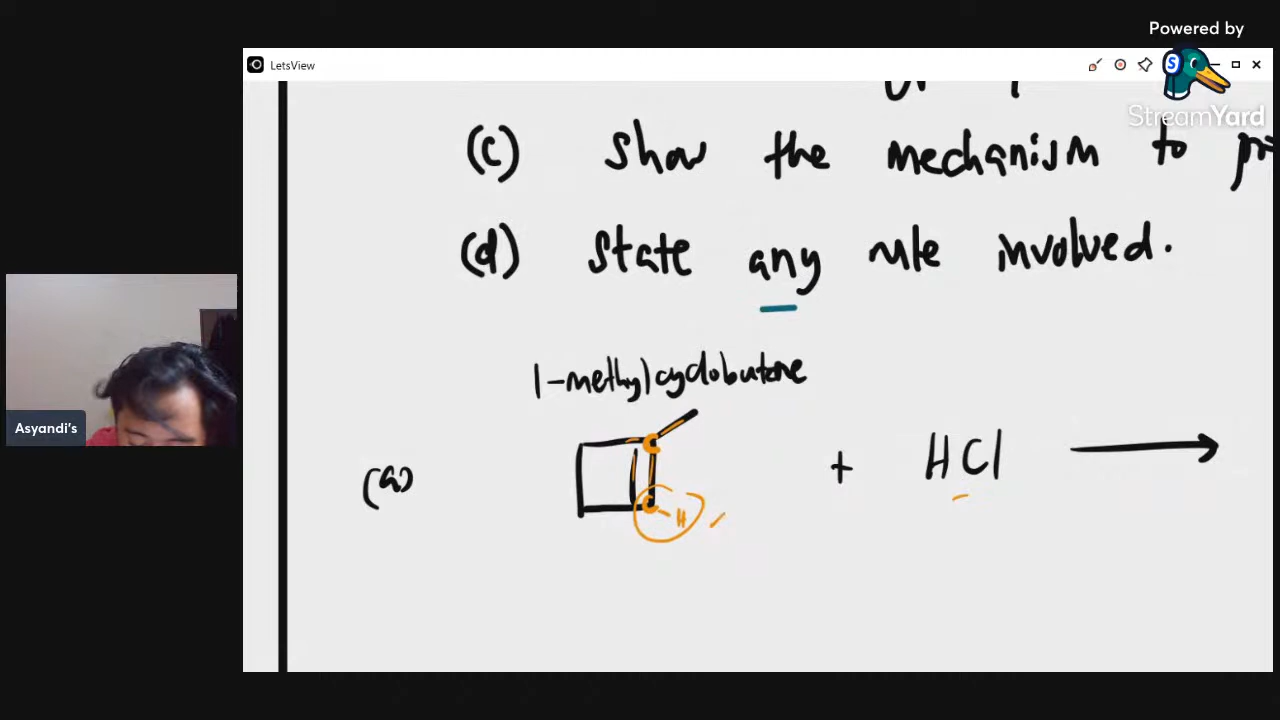 Powered by
StreamYard
LetsView
(c) show the mechanism to
(d) state any rule involved.
1-methylcyclobutene
(a) + HCl
C
C-H
Asyandi's